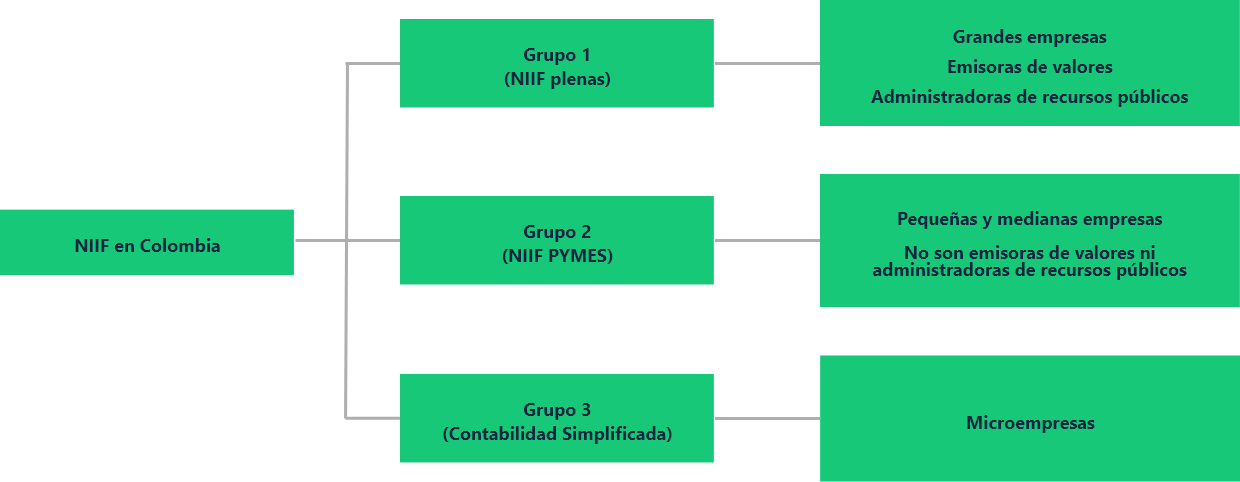 NIIF en Colombia
Grupo 1
(NIIF plenas)
Grandes empresas
Emisoras de valores
Administradoras de recursos públicos
Grupo 2
(NIIF PYMES)
Pequeñas y medianas empresas
No son emisoras de valores ni
administradoras de recursos públicos
Grupo 3
(Contabilidad Simplificada)
Microempresas